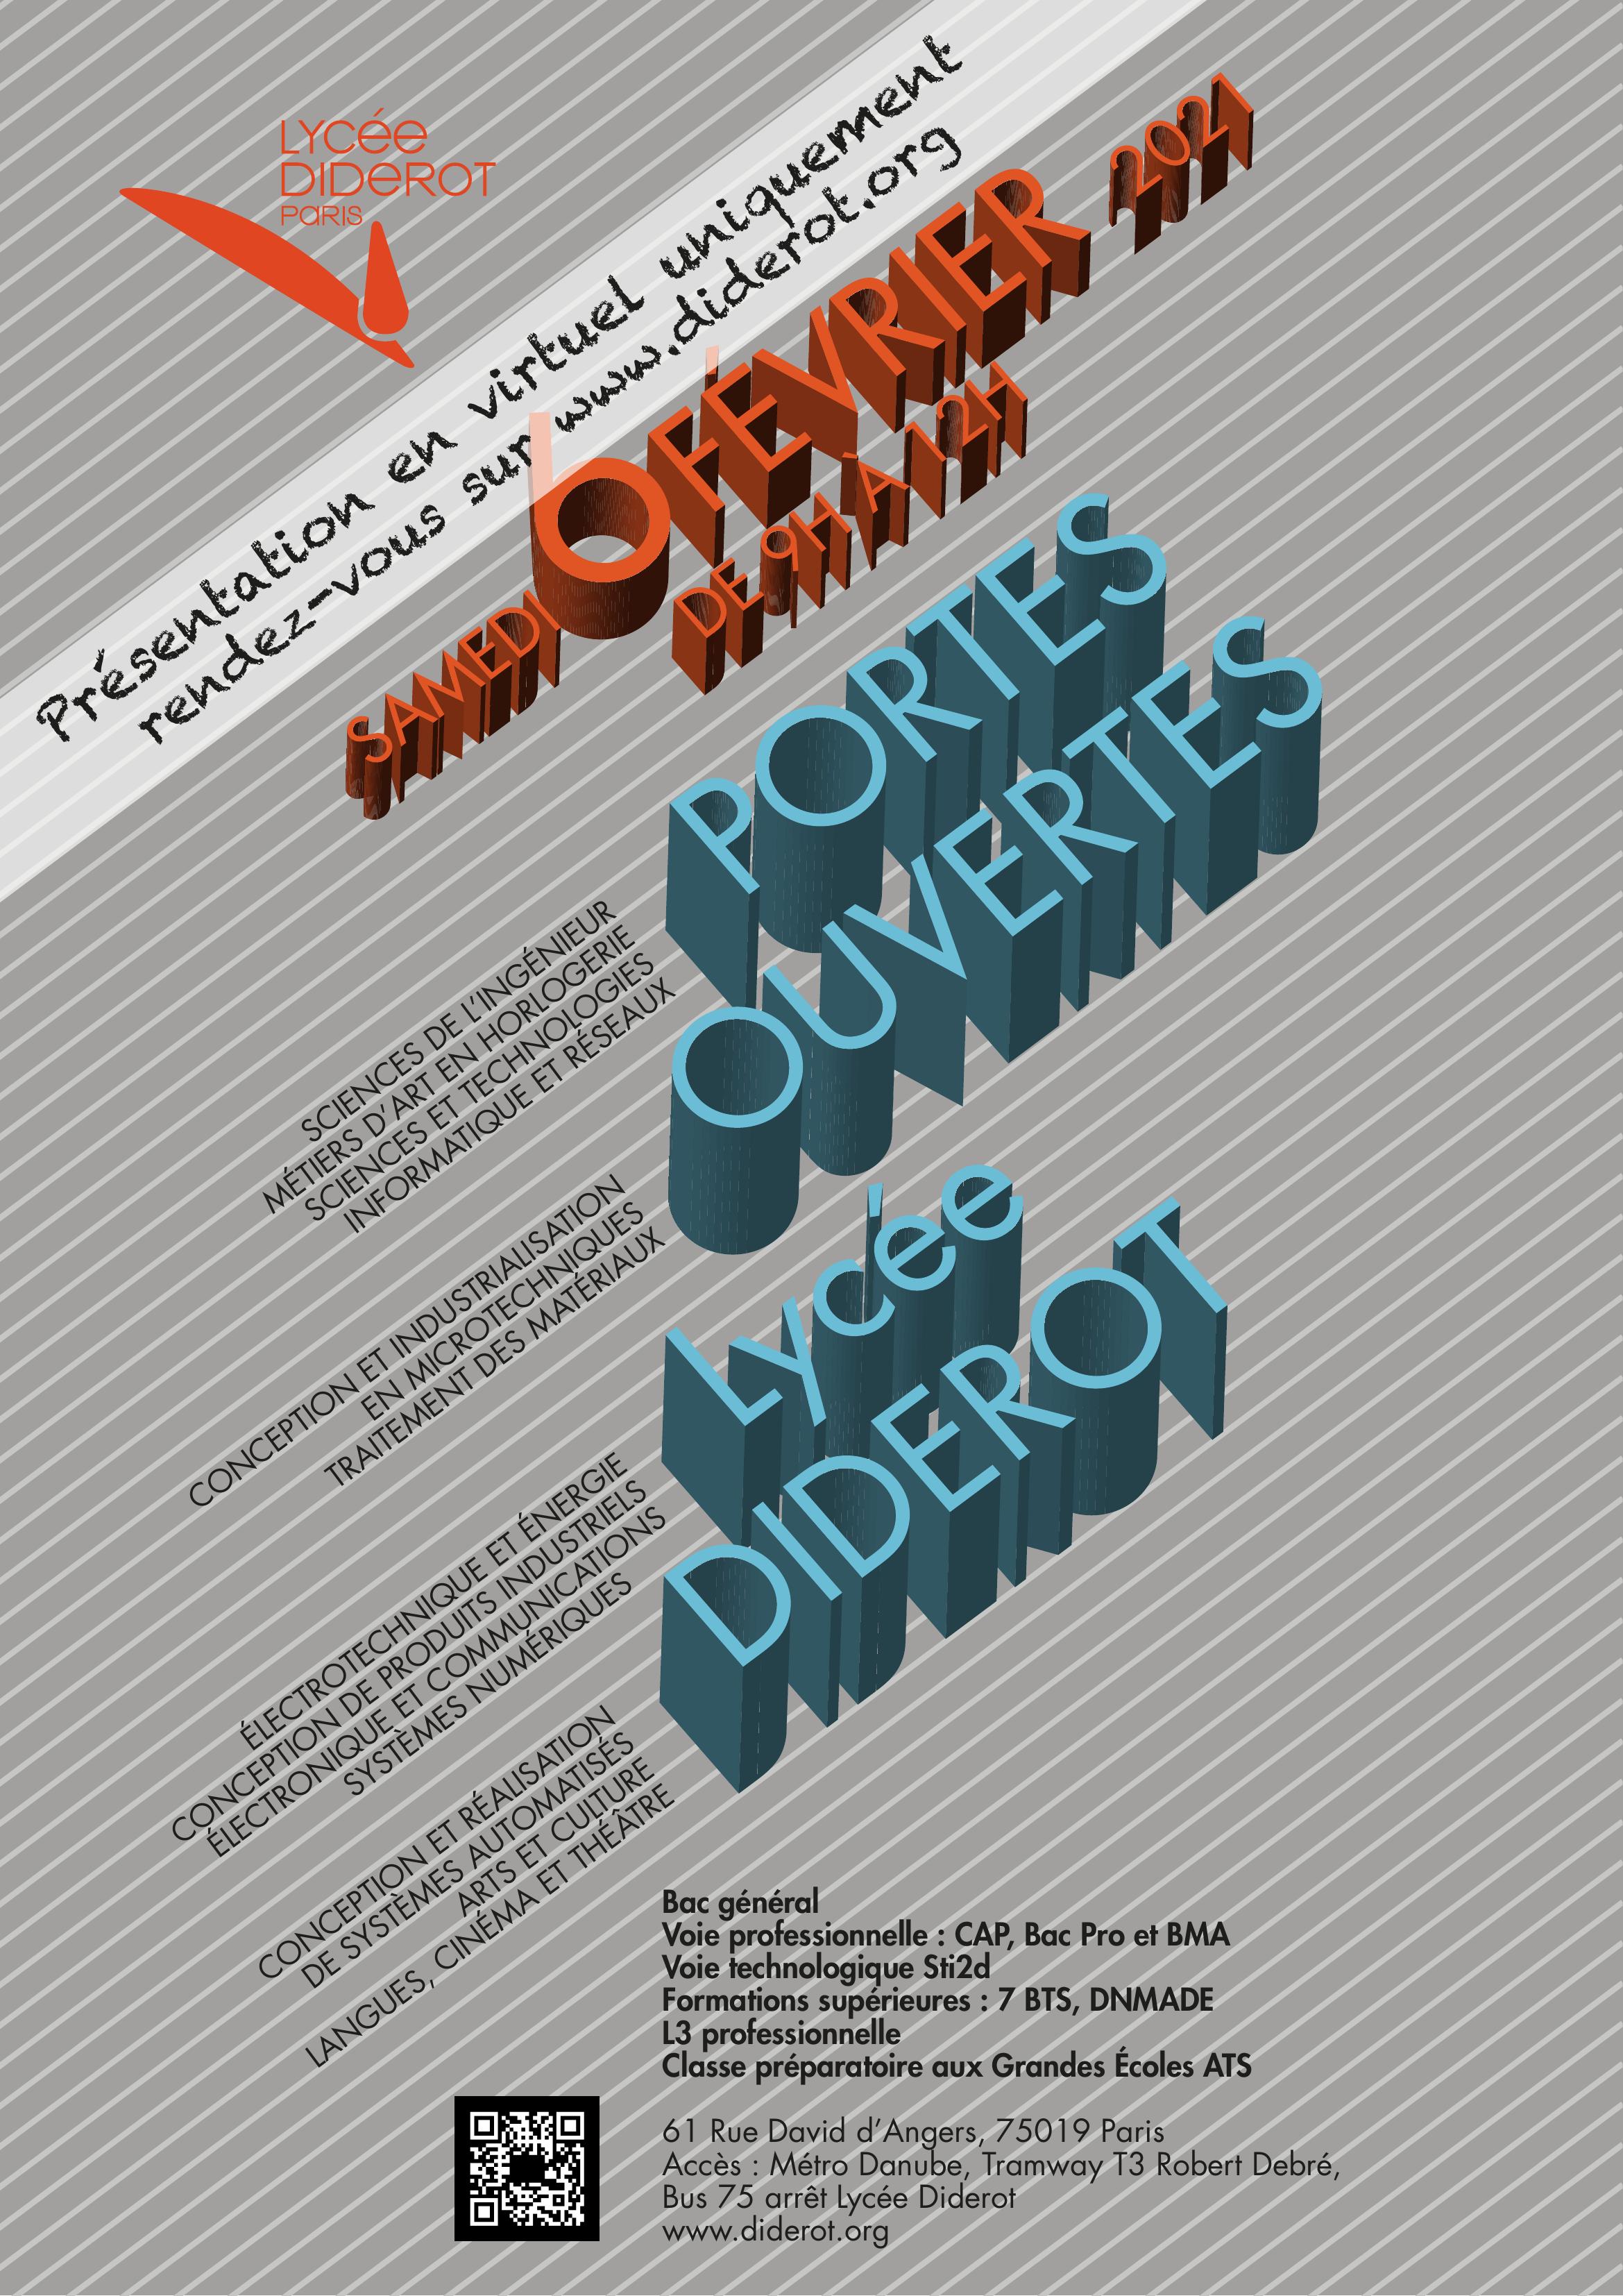 LYCée
DIDeROT
PARIS
Présentation en virtuel uniquement
rendez-vous sur www.diderot.org
SAMEDI 6 FÉVRIER 2021
DE 9H À 12H
PORTES
OUVERTES
Lycée
DIDEROT
SCIENCES DE L'INGÉNIEUR
MÉTIERS D'ART EN HORLOGERIE
SCIENCES ET TECHNOLOGIES
INFORMATIQUE ET RÉSEAUX
CONCEPTION ET INDUSTRIALISATION
EN MICROTECHNIQUES
TRAITEMENT DES MATÉRIAUX
ÉLECTROTECHNIQUE ET ÉNERGIE
CONCEPTION DE PRODUITS INDUSTRIELS
ÉLECTRONIQUE ET COMMUNICATIONS
SYSTÈMES NUMÉRIQUES
CONCEPTION ET RÉALISATION
DE SYSTÈMES AUTOMATISÉS
ARTS ET CULTURE
LANGUES, CINÉMA ET THÉÂTRE
Bac général
Voie professionnelle : CAP, Bac Pro et BMA
Voie technologique Sti2d
Formations supérieures : 7 BTS, DNMADE
L3 professionnelle
Classe préparatoire aux Grandes Écoles ATS
61 Rue David d'Angers, 75019 Paris
Accès : Métro Danube, Tramway T3 Robert Debré,
Bus 75 arrêt Lycée Diderot
www.diderot.org